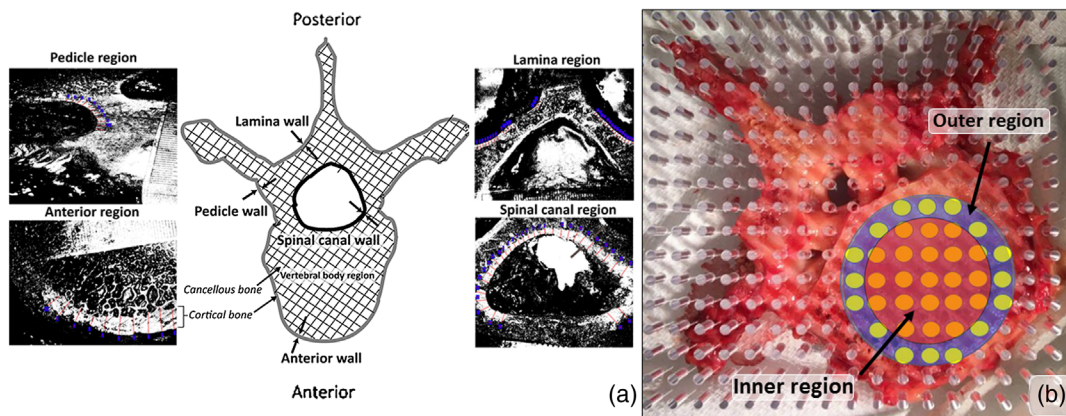 Posterior
Pedicle region
Lamina region
Lamina wall
Outer region
Pedicle wall
Anterior region
Spinal canal region
Spinal canal wall
Vertebral body region
Cancellous bone
Cortical bone
Anterior wall
Inner region
Anterior
(a)
(b)